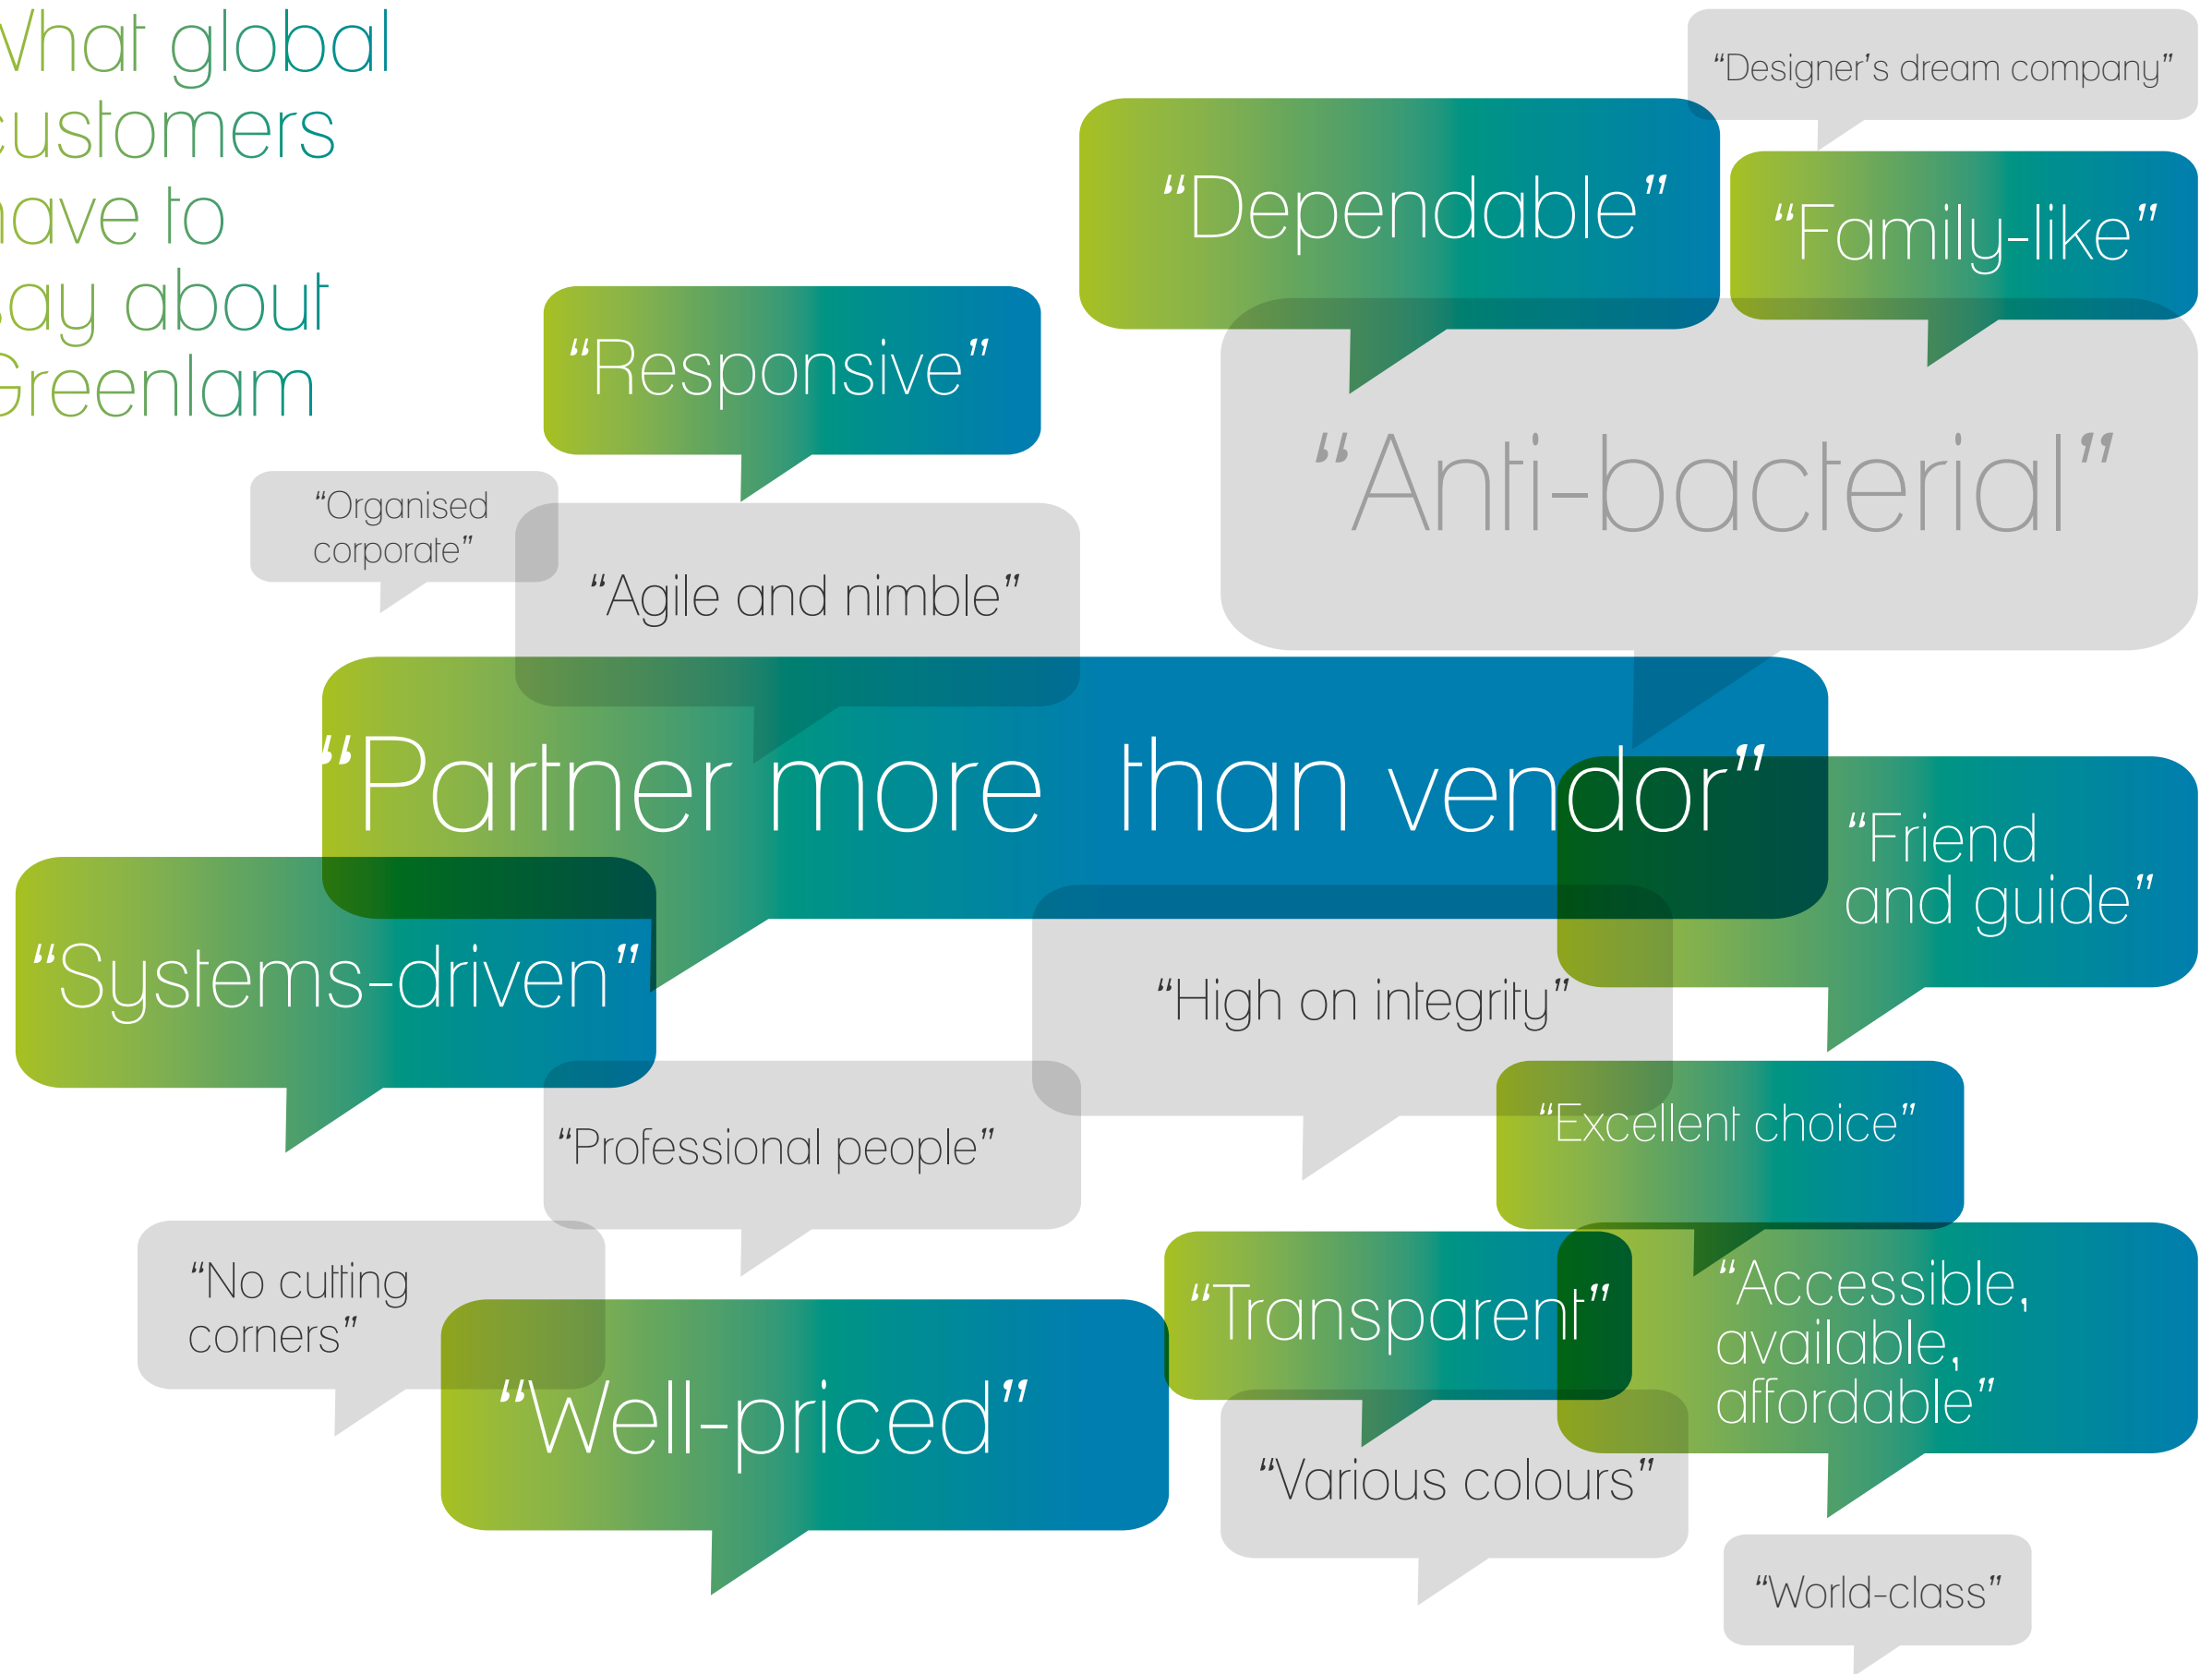 What global
customers
have to
say about
Greenlam
“Designer’s dream company”
“Dependable”
“Family-like”
“Responsive”
“Anti-bacterial”
“Organised
corporate”
“Agile and nimble”
“Partner more than vendor”
“Friend
and guide”
“Systems-driven”
“High on integrity”
“Excellent choice”
“Professional people”
“No cutting
corners”
“Transparent”
“Accessible,
available,
affordable”
“Well-priced”
“Various colours”
“World-class”